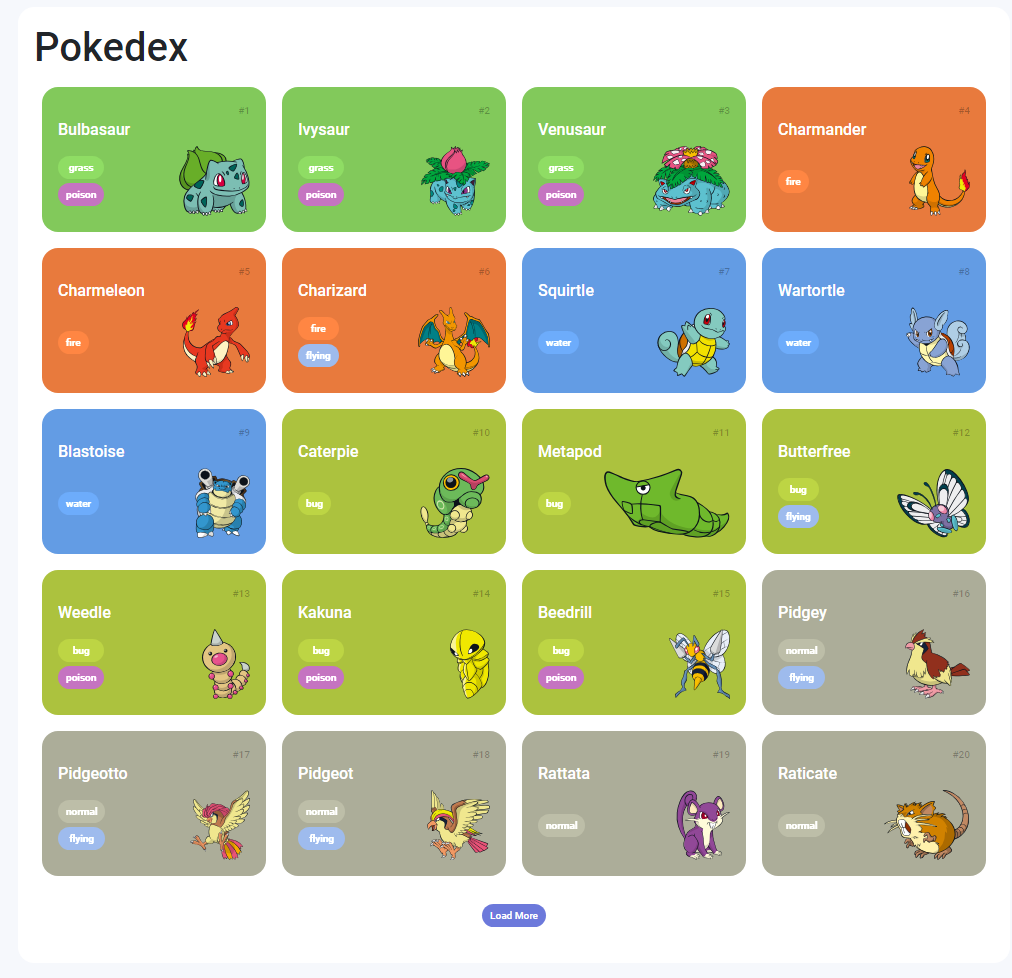 Pokedex
#1
Bulbasaur
grass
poison
#2
Ivysaur
grass
poison
#3
Venusaur
grass
poison
#4
Charmander
fire
#5
Charmeleon
fire
#6
Charizard
fire
flying
#7
Squirtle
water
#8
Wartortle
water
#9
Blastoise
water
#10
Caterpie
bug
#11
Metapod
bug
#12
Butterfree
bug
flying
#13
Weedle
bug
poison
#14
Kakuna
bug
poison
#15
Beedrill
bug
poison
#16
Pidgey
normal
flying
#17
Pidgeotto
normal
flying
#18
Pidgeot
normal
flying
#19
Rattata
normal
#20
Raticate
normal
Load More